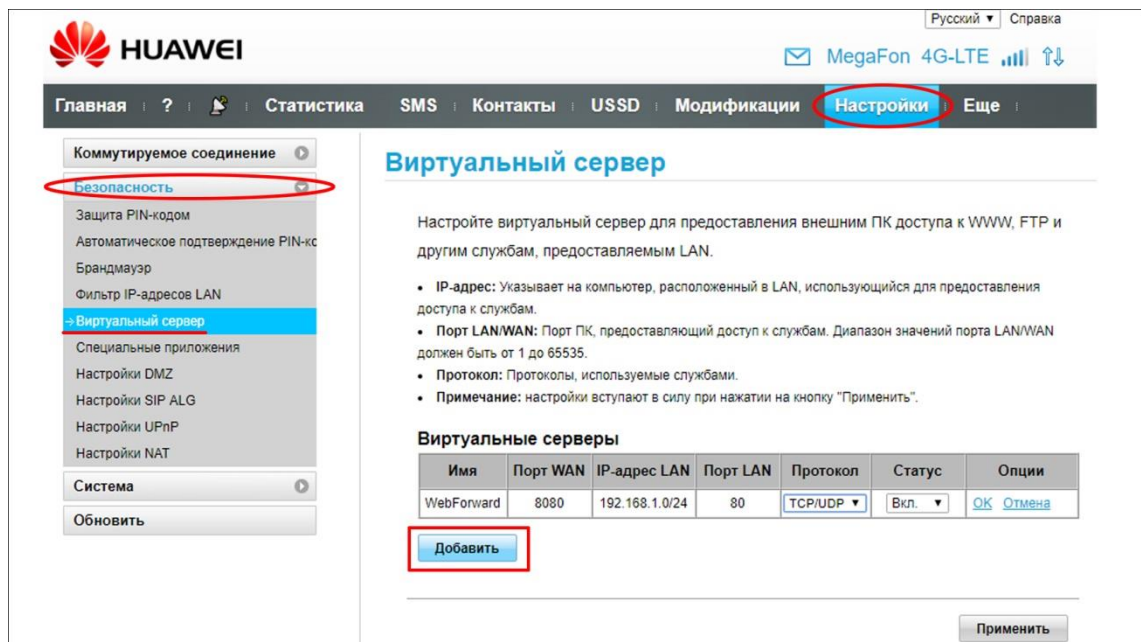 Русский ▼ Справка
HUAWEI
MegaFon 4G-LTE
Главная ? Статистика SMS Контакты USSD Модификации Настройки Еще
Коммутируемое соединение
Безопасность
Защита PIN-кодом
Автоматическое подтверждение PIN-кс
Брандмауэр
Фильтр IP-адресов LAN
→Виртуальный сервер
Специальные приложения
Настройки DMZ
Настройки SIP ALG
Настройки UPnP
Настройки NAT
Система
Обновить
Виртуальный сервер
Настройте виртуальный сервер для предоставления внешним ПК доступа к WWW, FTP и
другим службам, предоставляемым LAN.
• IP-адрес: Указывает на компьютер, расположенный в LAN, использующийся для предоставления
доступа к службам.
• Порт LAN/WAN: Порт ПК, предоставляющий доступ к службам. Диапазон значений порта LAN/WAN
должен быть от 1 до 65535.
• Протокол: Протоколы, используемые службами.
• Примечание: настройки вступают в силу при нажатии на кнопку "Применить".
Виртуальные серверы
Имя Порт WAN IP-адрес LAN Порт LAN Протокол Статус Опции
WebForward 8080 192.168.1.0/24 80 TCP/UDP ▼ Вкл. ▼ OK Отмена
Добавить
Применить